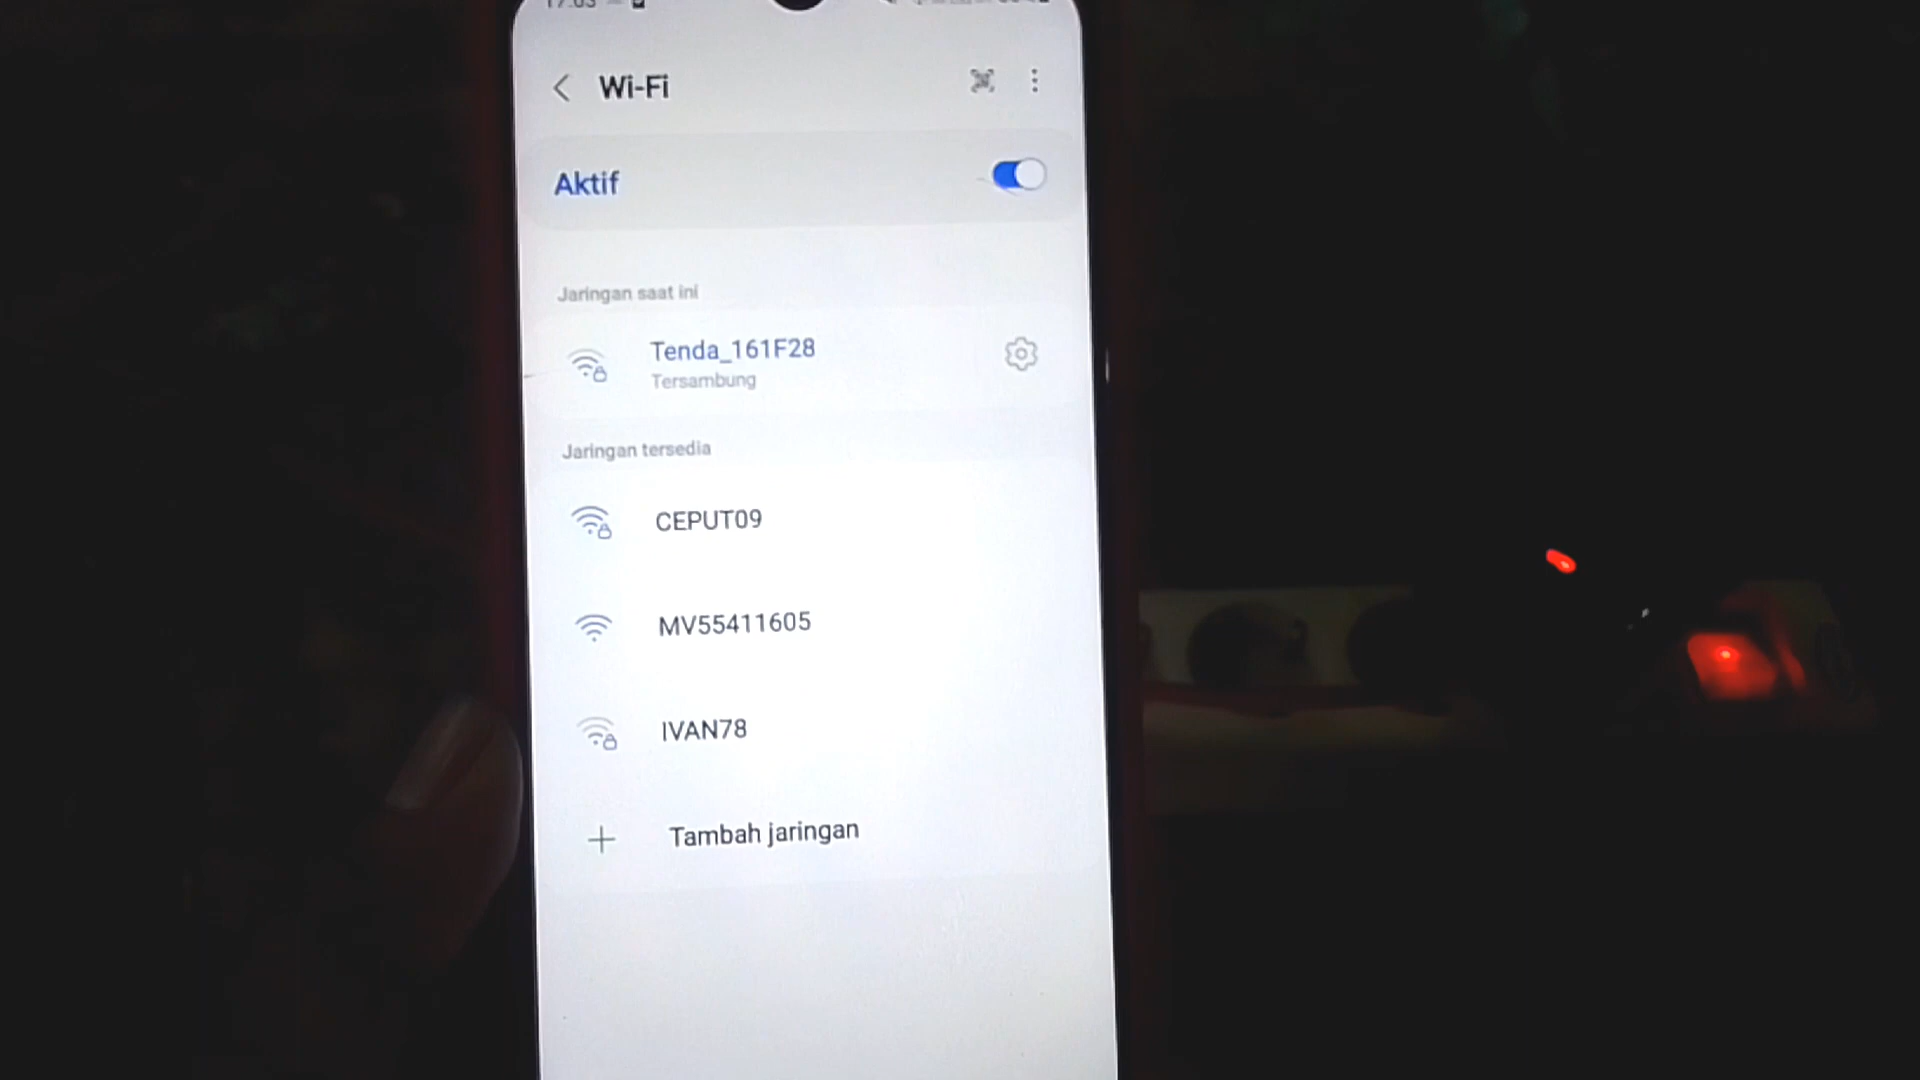 Wi-Fi
Aktif
Jaringan saat ini
Tenda_161F28
Tersambung
Jaringan tersedia
CEPUT09
MV55411605
IVAN78
Tambah jaringan